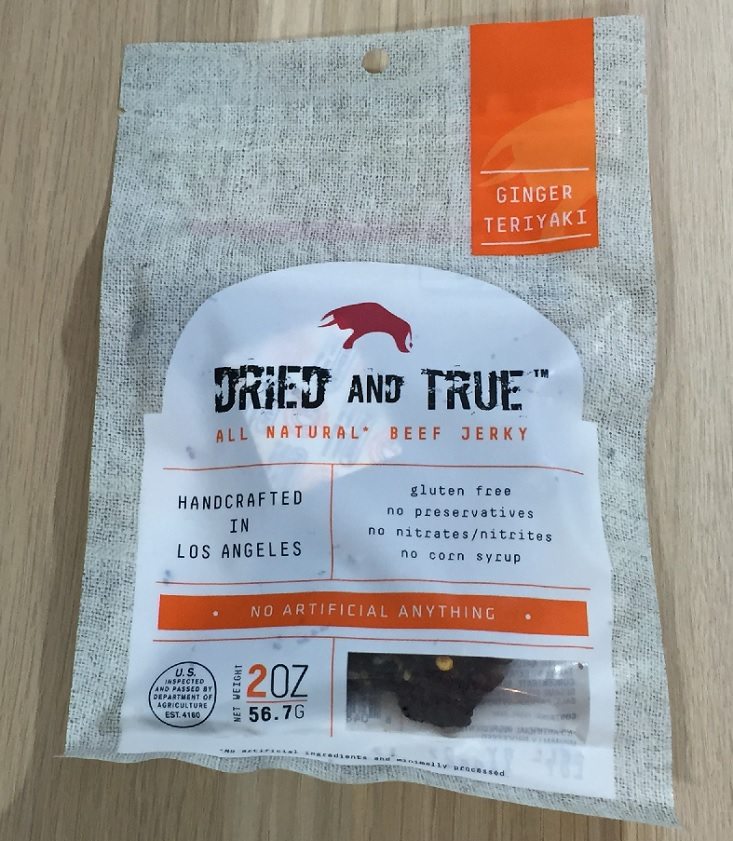 GINGER
TERIYAKI
DRIED AND TRUE™
ALL NATURAL* BEEF JERKY
HANDCRAFTED
IN
LOS ANGELES
gluten free
no preservatives
no nitrates/nitrites
no corn syrup
• NO ARTIFICIAL ANYTHING •
U.S.
INSPECTED
AND PASSED BY
DEPARTMENT OF
AGRICULTURE
EST. 4160
NET WEIGHT
2OZ
56.7G
*No artificial ingredients and minimally processed